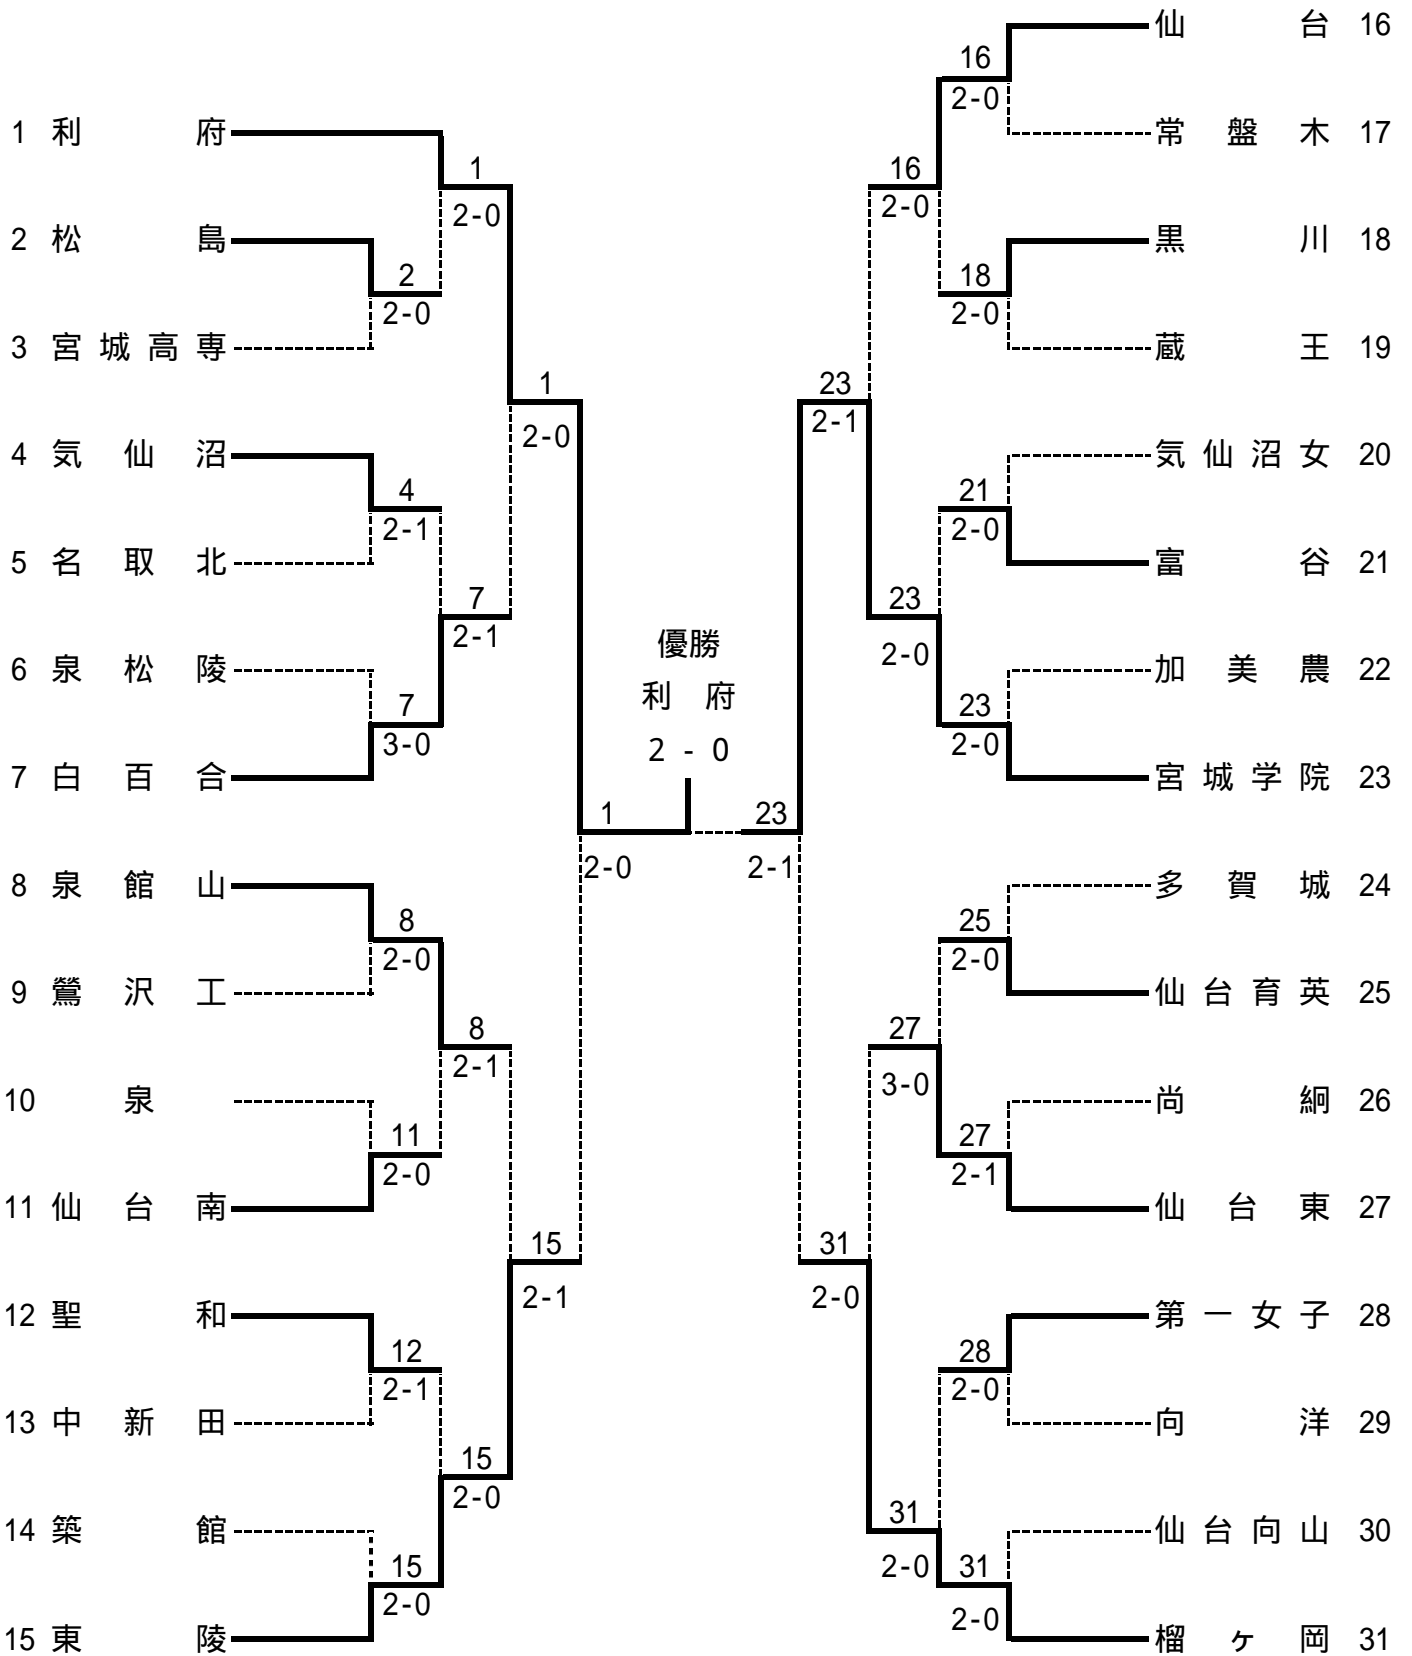 1 利府
2 松島
3 宮城高専
4 気仙沼
5 名取北
6 泉松陵
7 白百合
8 泉館山
9 鶯沢工
10 泉
11 仙台南
12 聖和
13 中新田
14 築館
15 東陵
2
2-0
4
2-1
7
3-0
8
2-0
11
2-0
12
2-1
15
2-0
1
2-0
7
2-1
8
2-1
15
2-0
1
2-0
15
2-1
1
2-0
優勝
利府
2 - 0
23
2-1
23
2-1
31
2-0
16
2-0
23
2-0
27
3-0
31
2-0
16
2-0
18
2-0
21
2-0
23
2-0
25
2-0
27
2-1
28
2-0
31
2-0
仙台 16
常盤木 17
黒川 18
蔵王 19
気仙沼女 20
富谷 21
加美農 22
宮城学院 23
多賀城 24
仙台育英 25
尚絅 26
仙台東 27
第一女子 28
向洋 29
仙台向山 30
榴ヶ岡 31